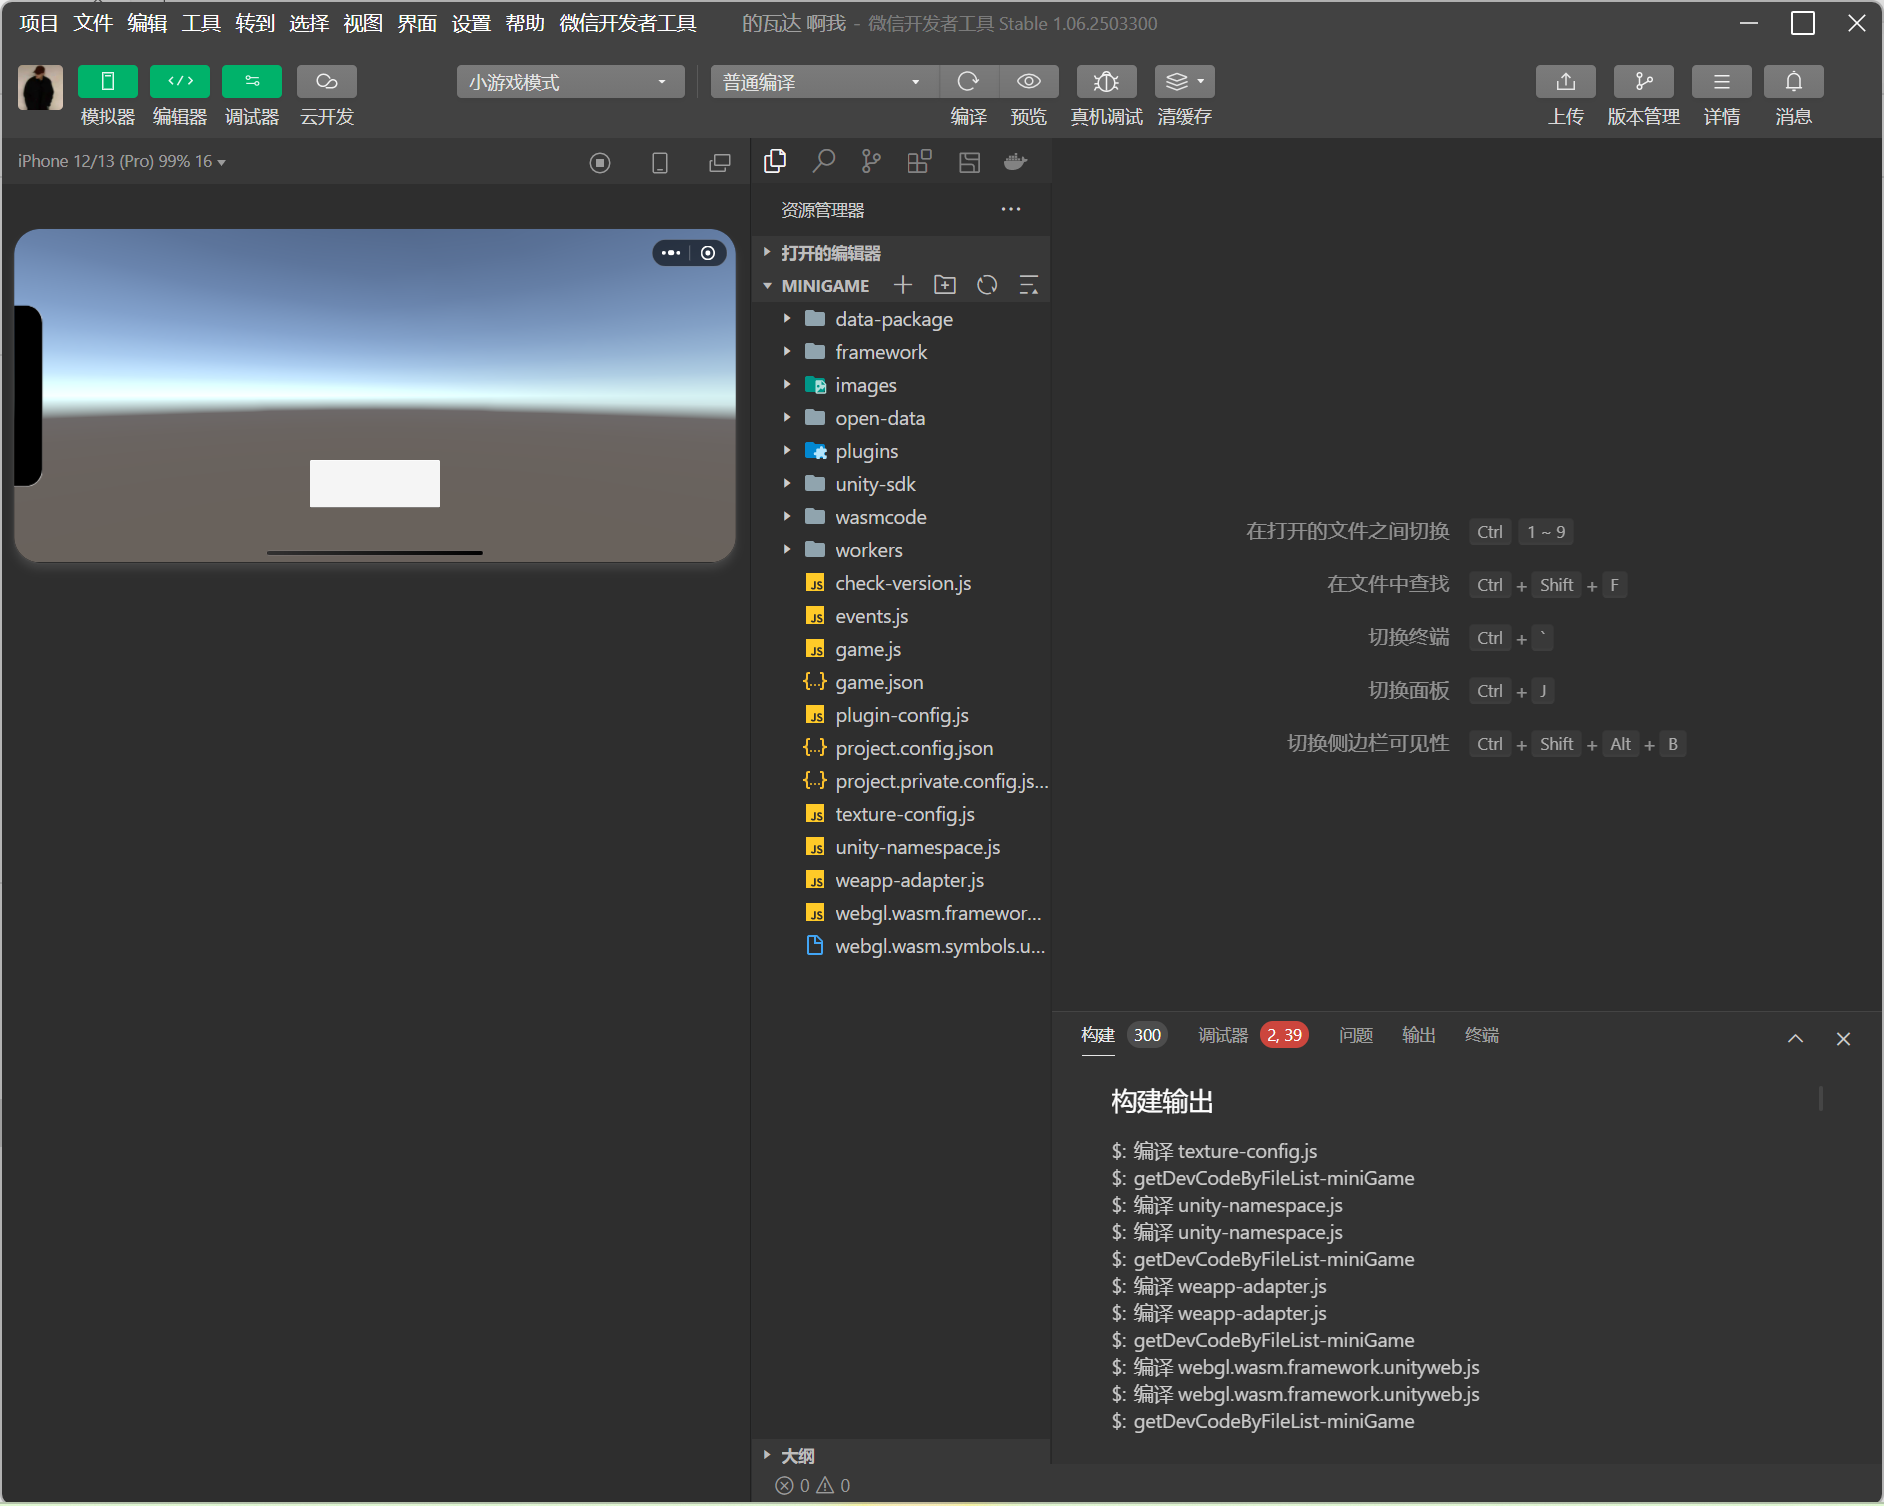 项目 文件 编辑 工具 转到 选择 视图 界面 设置 帮助 微信开发者工具 的瓦达 啊我 - 微信开发者工具 Stable 1.06.2503300
小游戏模式 普通编译
模拟器 编辑器 调试器 云开发 编译 预览 真机调试 清缓存 上传 版本管理 详情 消息
iPhone 12/13 (Pro) 99% 16
资源管理器
打开的编辑器
MINIGAME
data-package
framework
images
open-data
plugins
unity-sdk
wasmcode
workers
check-version.js
events.js
game.js
game.json
plugin-config.js
project.config.json
project.private.config.js...
texture-config.js
unity-namespace.js
weapp-adapter.js
webgl.wasm.framewor...
webgl.wasm.symbols.u...
大纲
0 0
在打开的文件之间切换 Ctrl 1 ~ 9
在文件中查找 Ctrl + Shift + F
切换终端 Ctrl + `
切换面板 Ctrl + J
切换侧边栏可见性 Ctrl + Shift + Alt + B
构建 300 调试器 2, 39 问题 输出 终端
构建输出
$: 编译 texture-config.js
$: getDevCodeByFileList-miniGame
$: 编译 unity-namespace.js
$: 编译 unity-namespace.js
$: getDevCodeByFileList-miniGame
$: 编译 weapp-adapter.js
$: 编译 weapp-adapter.js
$: getDevCodeByFileList-miniGame
$: 编译 webgl.wasm.framework.unityweb.js
$: 编译 webgl.wasm.framework.unityweb.js
$: getDevCodeByFileList-miniGame